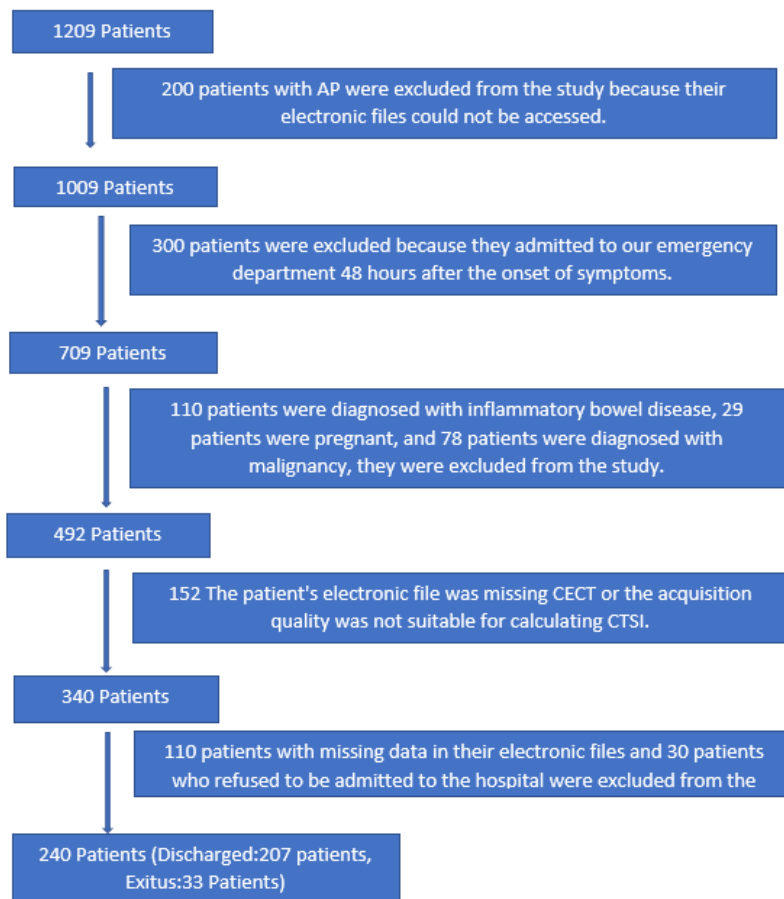 1209 Patients
200 patients with AP were excluded from the study because their
electronic files could not be accessed.
1009 Patients
300 patients were excluded because they admitted to our emergency
department 48 hours after the onset of symptoms.
709 Patients
110 patients were diagnosed with inflammatory bowel disease, 29
patients were pregnant, and 78 patients were diagnosed with
malignancy, they were excluded from the study.
492 Patients
152 The patient's electronic file was missing CECT or the acquisition
quality was not suitable for calculating CTSI.
340 Patients
110 patients with missing data in their electronic files and 30 patients
who refused to be admitted to the hospital were excluded from the
240 Patients (Discharged:207 patients,
Exitus:33 Patients)